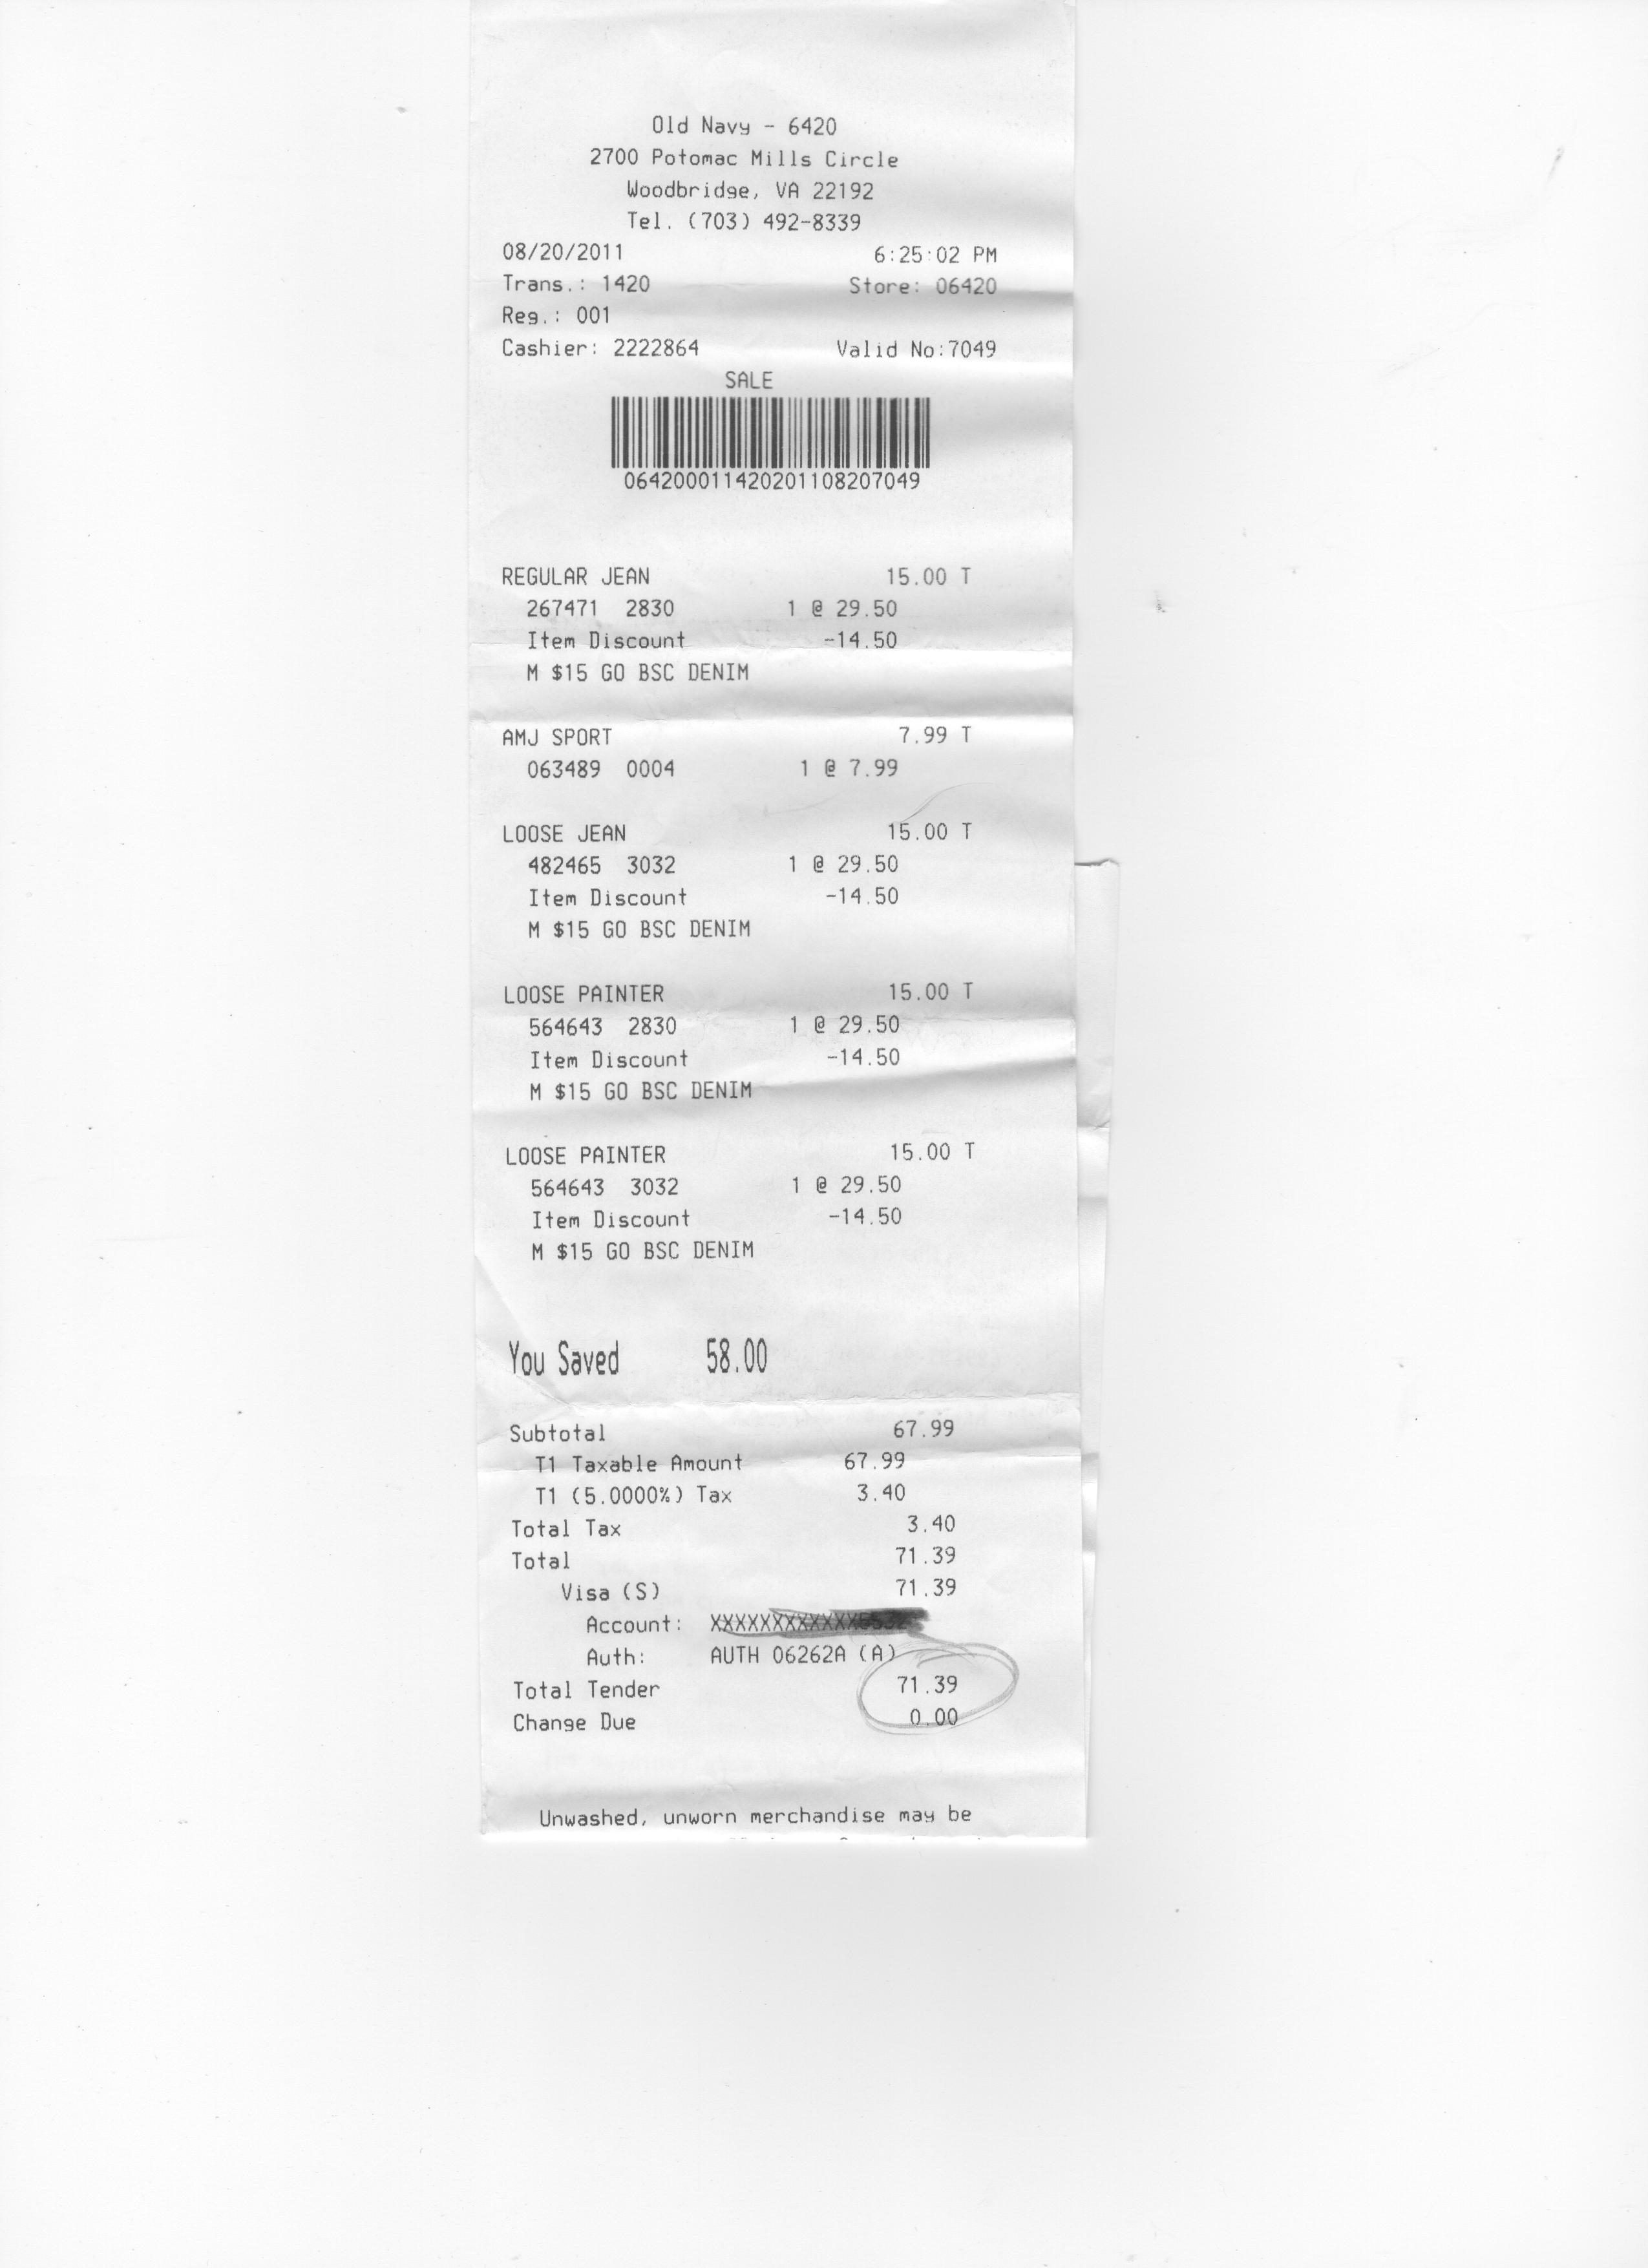 Old Navy - 6420
2700 Potomac Mills Circle
Woodbridge, VA 22192
Tel. (703) 492-8339
08/20/2011 6:25:02 PM
Trans.: 1420 Store: 06420
Reg.: 001
Cashier: 2222864 Valid No:7049
SALE
064200011420201108207049
REGULAR JEAN 15.00 T
267471 2830 1 @ 29.50
Item Discount -14.50
M $15 GO BSC DENIM
AMJ SPORT 7.99 T
063489 0004 1 @ 7.99
LOOSE JEAN 15.00 T
482465 3032 1 @ 29.50
Item Discount -14.50
M $15 GO BSC DENIM
LOOSE PAINTER 15.00 T
564643 2830 1 @ 29.50
Item Discount -14.50
M $15 GO BSC DENIM
LOOSE PAINTER 15.00 T
564643 3032 1 @ 29.50
Item Discount -14.50
M $15 GO BSC DENIM
You Saved 58.00
Subtotal 67.99
T1 Taxable Amount 67.99
T1 (5.0000%) Tax 3.40
Total Tax 3.40
Total 71.39
Visa (S) 71.39
Account:
Auth: AUTH 06262A (A)
Total Tender 71.39
Change Due 0.00
Unwashed, unworn merchandise may be